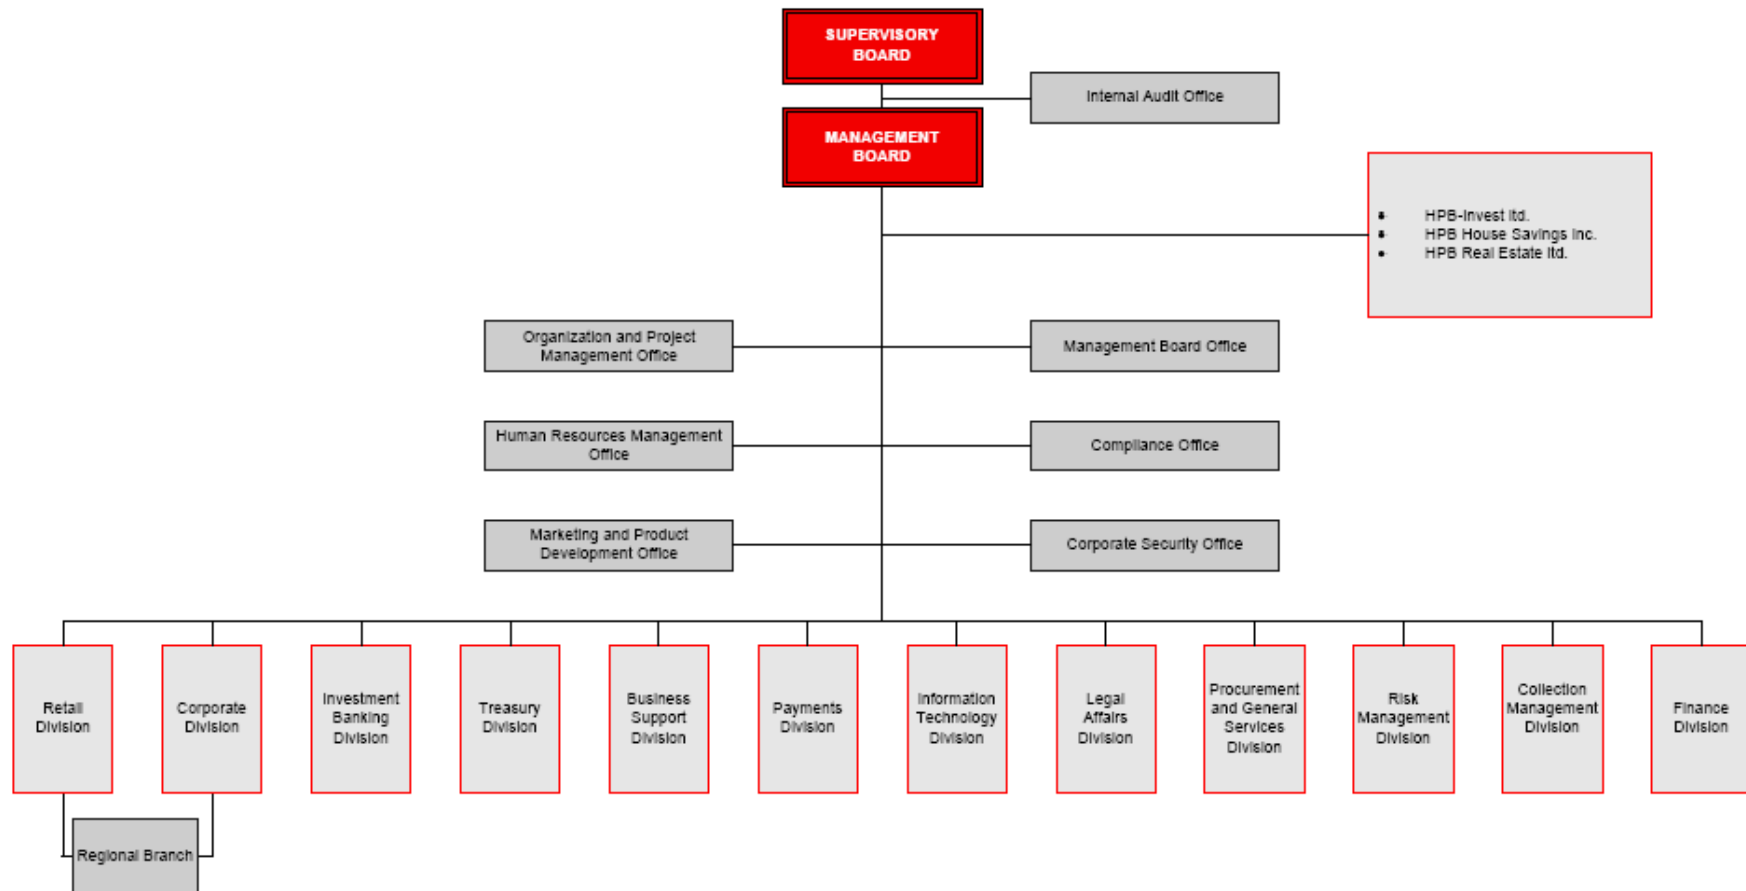 SUPERVISORY
BOARD
Internal Audit Office
MANAGEMENT
BOARD
• HPB-Invest ltd.
• HPB House Savings Inc.
• HPB Real Estate ltd.
Organization and Project
Management Office
Management Board Office
Human Resources Management
Office
Compliance Office
Marketing and Product
Development Office
Corporate Security Office
Retail
Division
Corporate
Division
Investment
Banking
Division
Treasury
Division
Business
Support
Division
Payments
Division
Information
Technology
Division
Legal
Affairs
Division
Procurement
and General
Services
Division
Risk
Management
Division
Collection
Management
Division
Finance
Division
Regional Branch